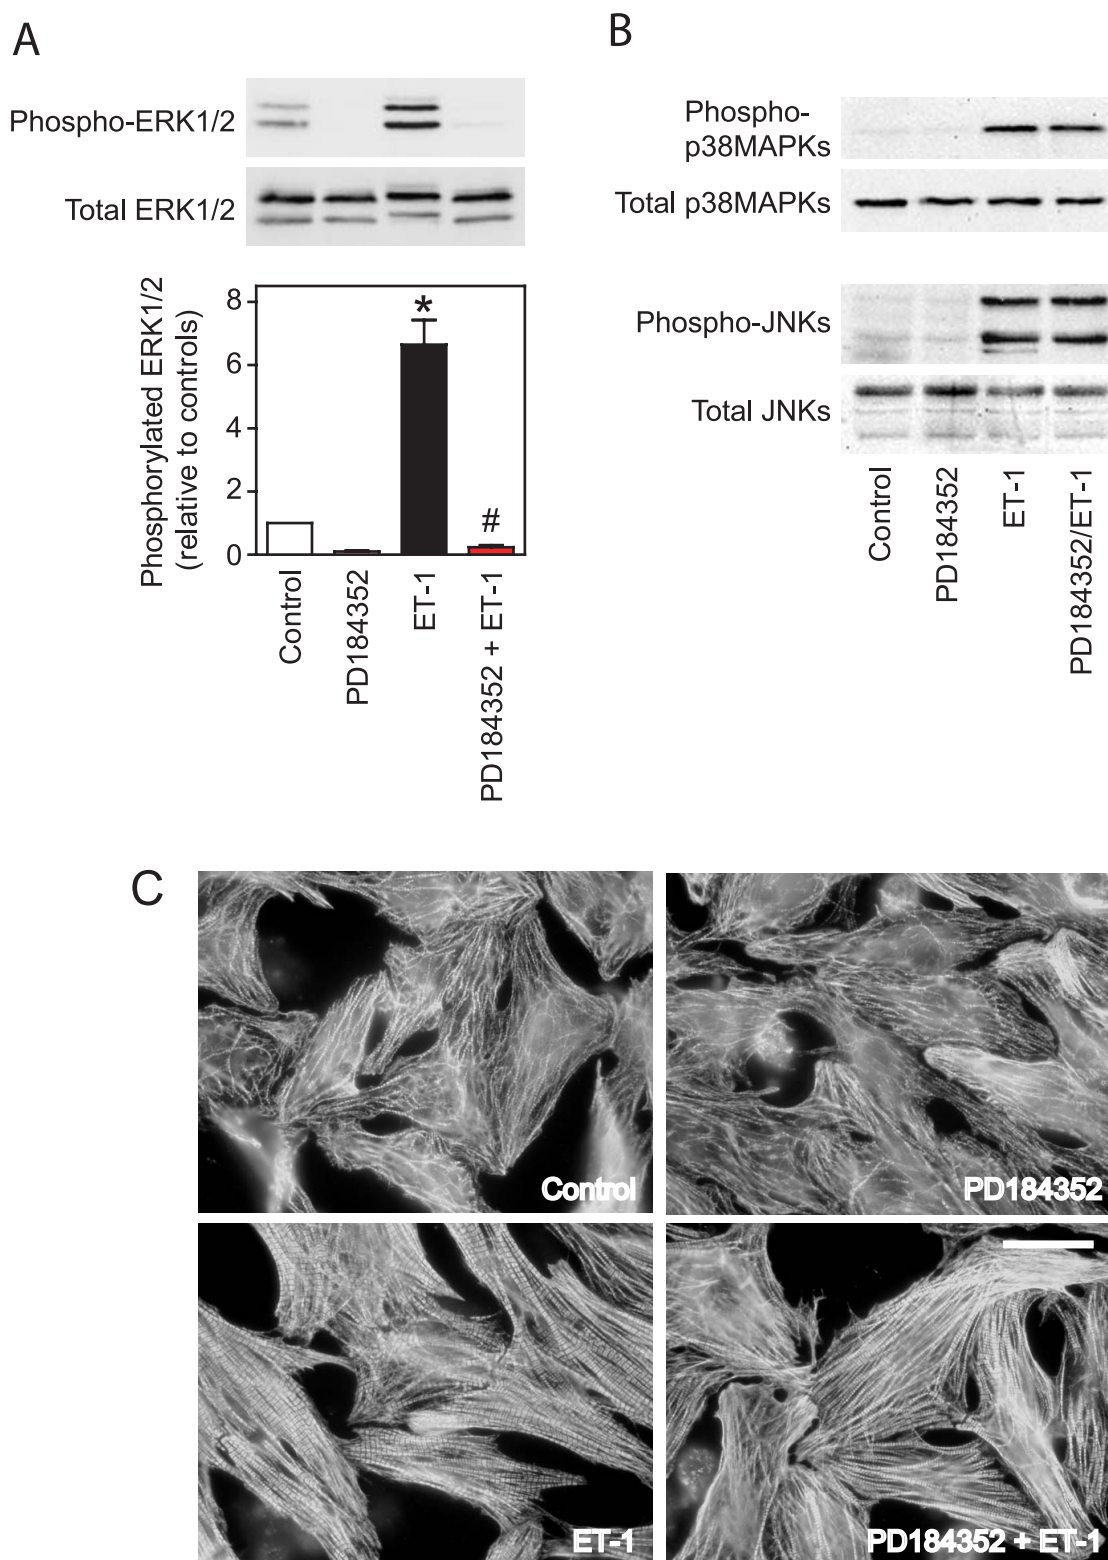 A
Phospho-ERK1/2
Total ERK1/2
Phosphorylated ERK1/2
(relative to controls)
8
6
4
2
0
*
#
Control
PD184352
ET-1
PD184352 + ET-1
B
Phospho-
p38MAPKs
Total p38MAPKs
Phospho-JNKs
Total JNKs
Control
PD184352
ET-1
PD184352/ET-1
C
Control
PD184352
ET-1
PD184352 + ET-1